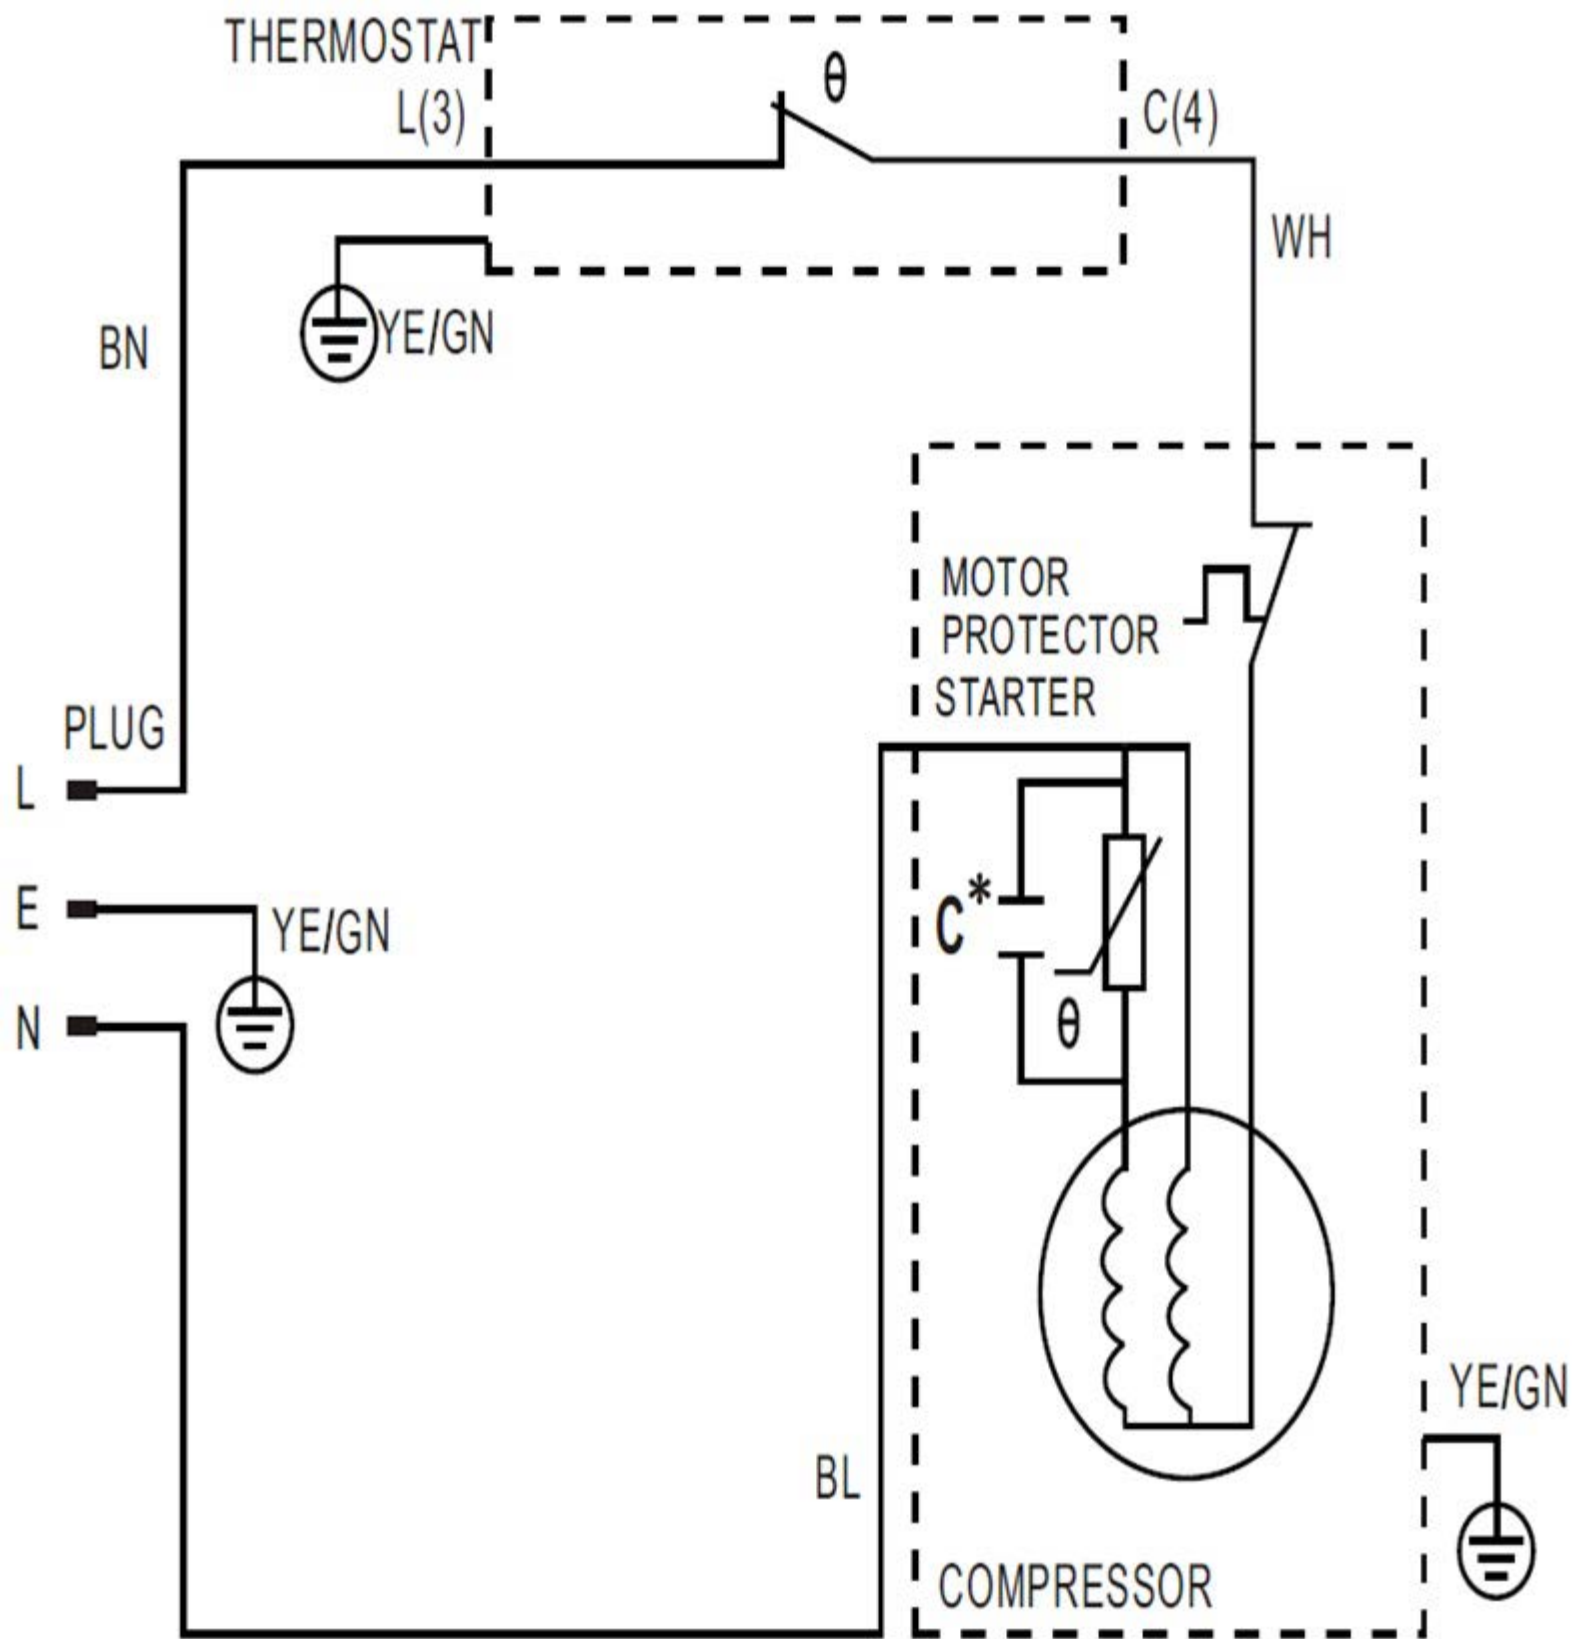 THERMOSTAT
θ
L(3)
C(4)
WH
YE/GN
BN
MOTOR
PROTECTOR
STARTER
PLUG
L
C*
E
YE/GN
N
θ
YE/GN
BL
COMPRESSOR